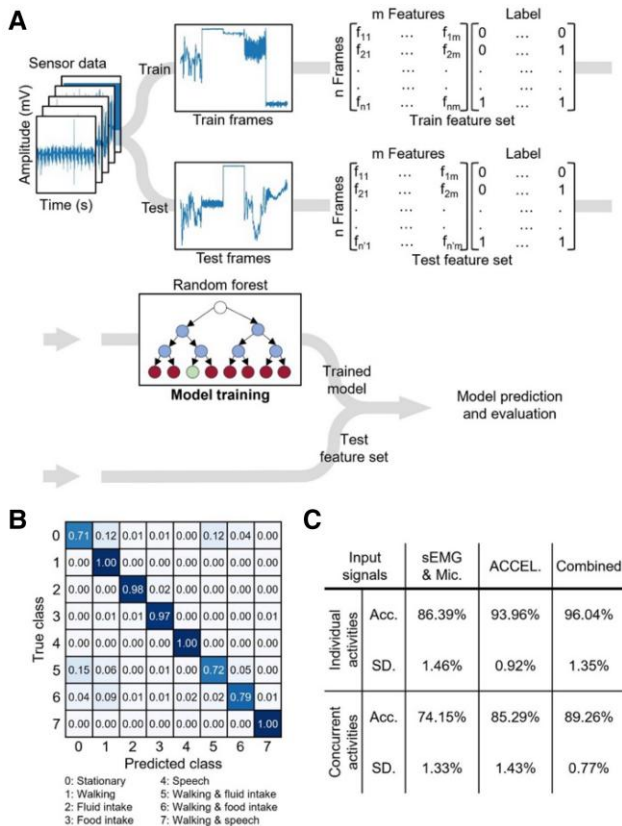 A
Sensor data
Amplitude (mV)
Time (s)
Train
Train frames
m Features Label
n Frames
f11 ... f1m 0 ... 0
f21 ... f2m 0 ... 1
. . . . . .
. . . . . .
fn1 ... fnm 1 ... 1
Train feature set
Test
Test frames
m Features Label
n Frames
f11 ... f1m 0 ... 0
f21 ... f2m 0 ... 1
. . . . . .
. . . . . .
fn'1 ... fn'm 1 ... 1
Test feature set
Random forest
Model training
Trained
model
Test
feature set
Model prediction
and evaluation
B
True class
0 0.71 0.12 0.01 0.01 0.00 0.12 0.04 0.00
1 0.00 1.00 0.00 0.00 0.00 0.00 0.00 0.00
2 0.00 0.00 0.98 0.02 0.00 0.00 0.00 0.00
3 0.00 0.00 0.01 0.97 0.01 0.00 0.00 0.00
4 0.00 0.00 0.00 0.00 1.00 0.00 0.00 0.00
5 0.15 0.06 0.01 0.00 0.00 0.72 0.05 0.00
6 0.04 0.09 0.01 0.01 0.02 0.02 0.79 0.01
7 0.00 0.00 0.00 0.00 0.00 0.00 0.00 1.00
0 1 2 3 4 5 6 7
Predicted class
0: Stationary 4: Speech
1: Walking 5: Walking & fluid intake
2: Fluid intake 6: Walking & food intake
3: Food intake 7: Walking & speech
C
Input
signals
sEMG
& Mic.
ACCEL.
Combined
Individual
activities
Acc. 86.39% 93.96% 96.04%
SD. 1.46% 0.92% 1.35%
Concurrent
activities
Acc. 74.15% 85.29% 89.26%
SD. 1.33% 1.43% 0.77%